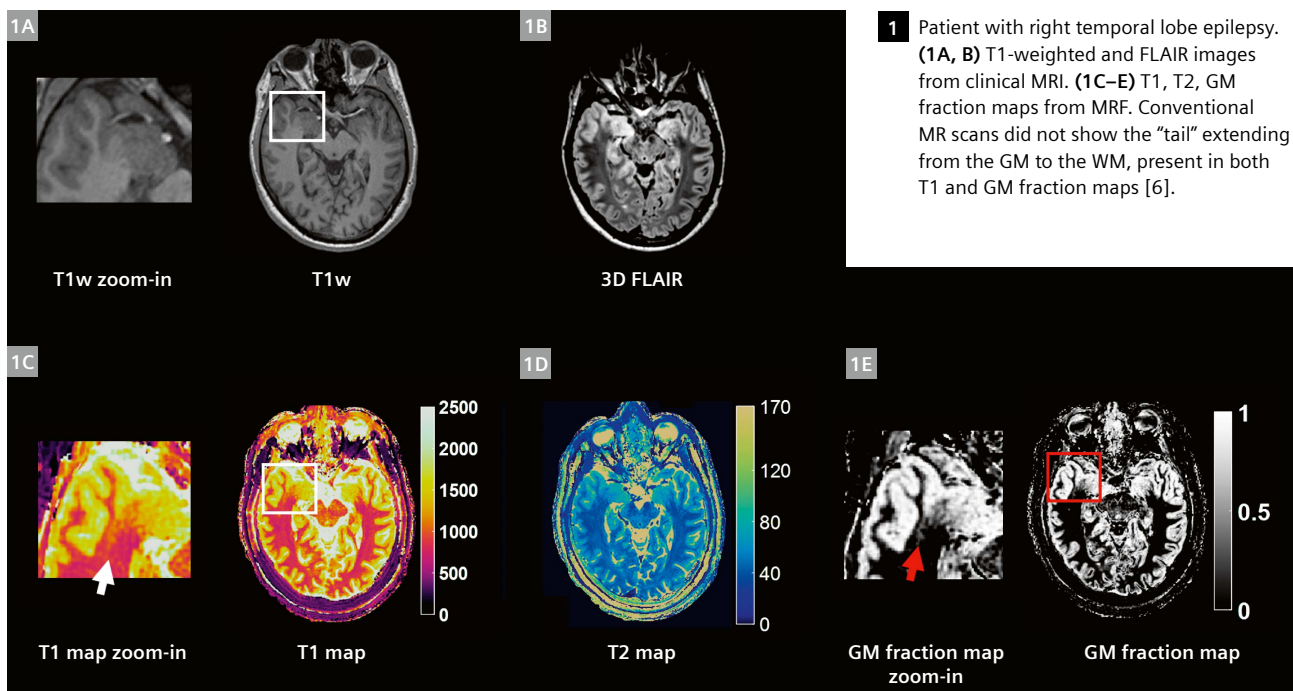 1A
T1w zoom-in
T1w
1B
3D FLAIR
1 Patient with right temporal lobe epilepsy.
(1A, B) T1-weighted and FLAIR images
from clinical MRI. (1C–E) T1, T2, GM
fraction maps from MRF. Conventional
MR scans did not show the “tail” extending
from the GM to the WM, present in both
T1 and GM fraction maps [6].
1C
T1 map zoom-in
2500
2000
1500
1000
500
0
T1 map
1D
170
120
80
40
0
T2 map
1E
GM fraction map
zoom-in
1
0.5
0
GM fraction map